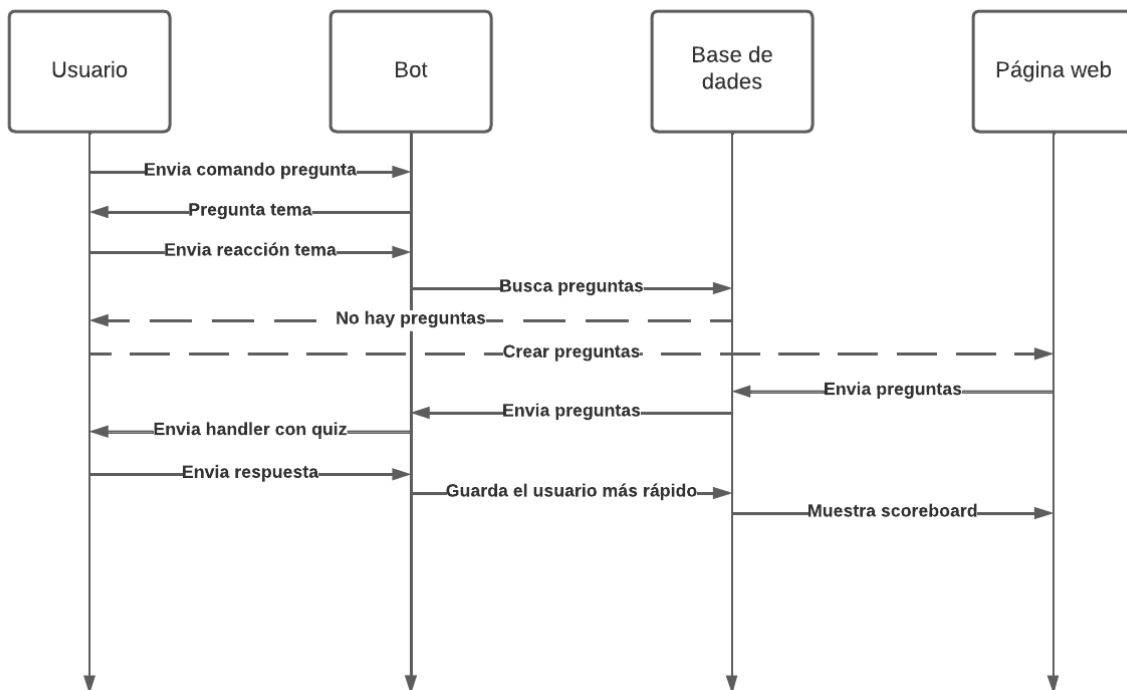 Usuario
Bot
Base de
dades
Página web
Envia comando pregunta
Pregunta tema
Envia reacción tema
Busca preguntas
No hay preguntas
Crear preguntas
Envia preguntas
Envia preguntas
Envia handler con quiz
Envia respuesta
Guarda el usuario más rápido
Muestra scoreboard